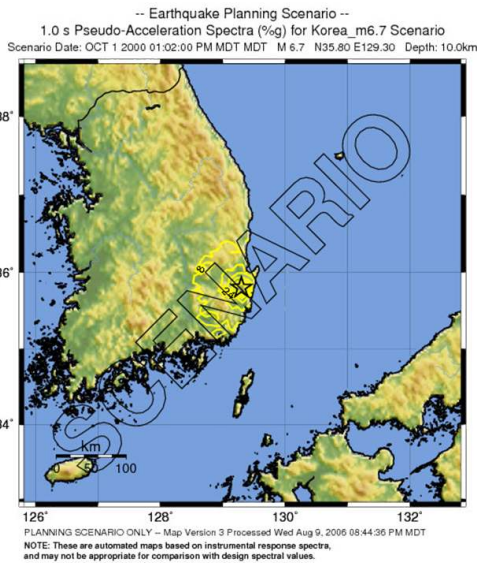 -- Earthquake Planning Scenario --
1.0 s Pseudo-Acceleration Spectra (%g) for Korea_m6.7 Scenario
Scenario Date: OCT 1 2000 01:02:00 PM MDT MDT M 6.7 N35.80 E129.30 Depth: 10.0km
38°
SCENARIO
8
36°
24
34°
km
0 50 100
126° 128° 130° 132°
PLANNING SCENARIO ONLY -- Map Version 3 Processed Wed Aug 9, 2006 08:44:36 PM MDT
NOTE: These are automated maps based on instrumental response spectra,
and may not be appropriate for comparison with design spectral values.